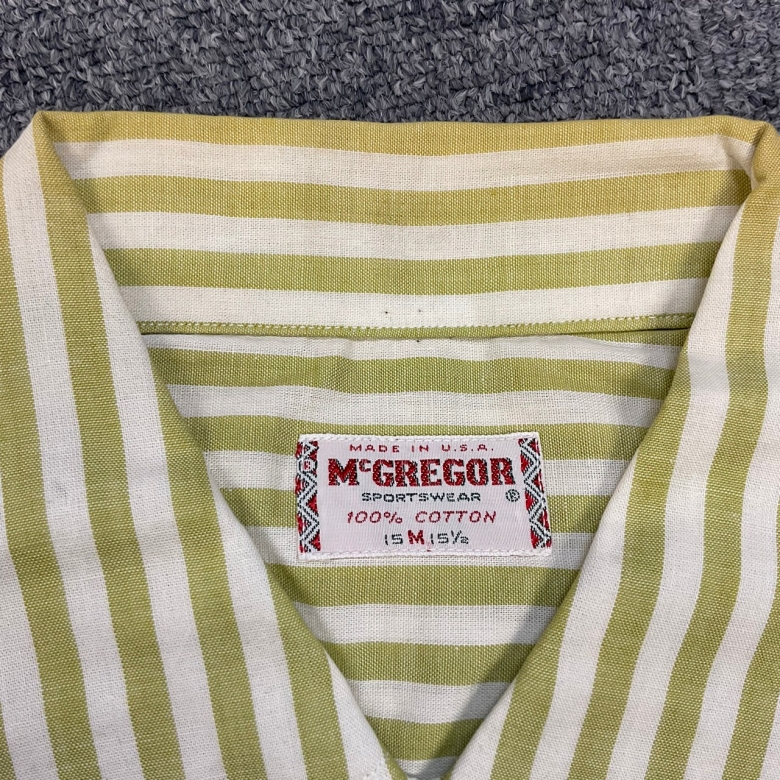 MADE IN U.S.A.
McGREGOR
SPORTSWEAR ®
100% COTTON
15 M 15½